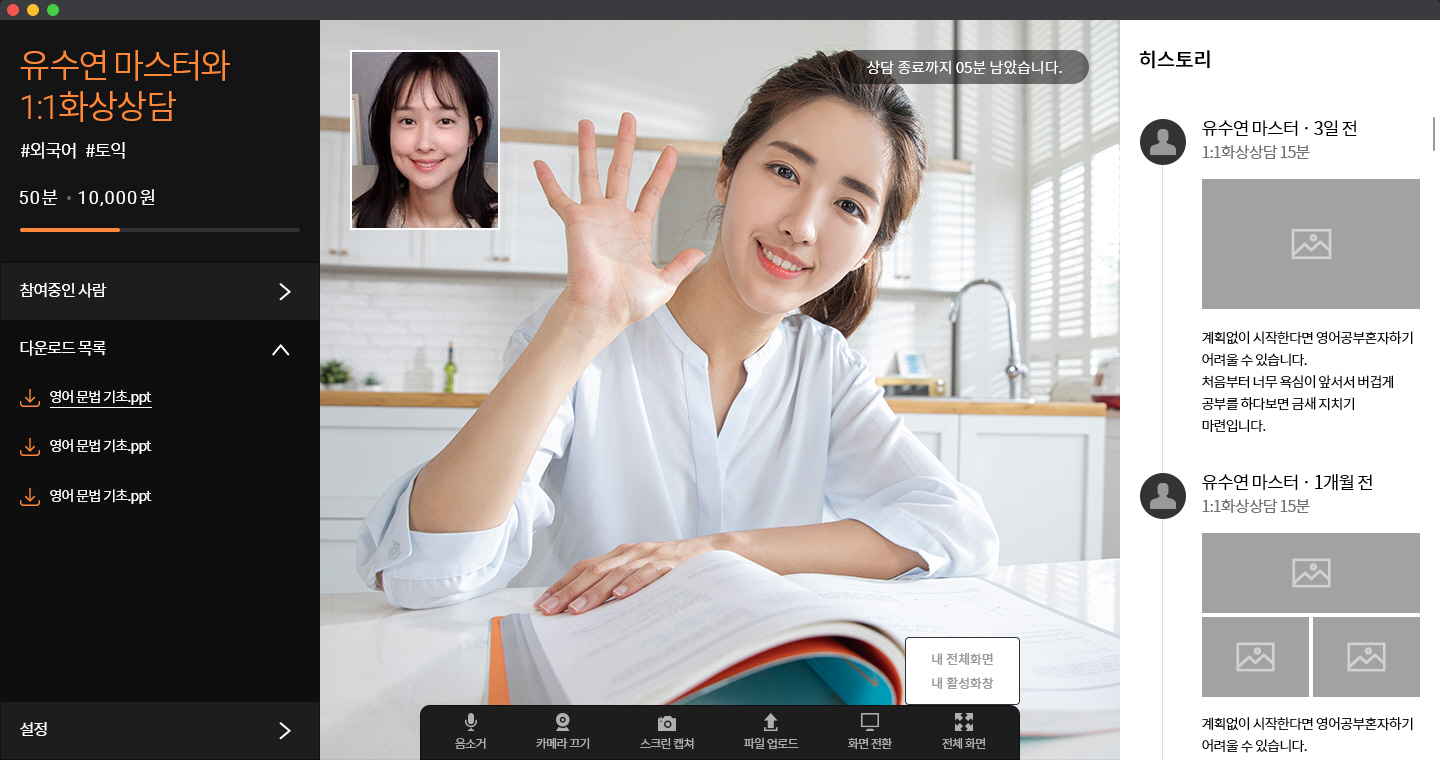 유수연 마스터와
1:1화상상담
#외국어 #토익
50분 • 10,000원
참여중인 사람
다운로드 목록
영어 문법 기초.ppt
영어 문법 기초.ppt
영어 문법 기초.ppt
설정
상담 종료까지 05분 남았습니다.
내 전체화면
내 활성화창
음소거
카메라 끄기
스크린 캡쳐
파일 업로드
화면 전환
전체 화면
히스토리
유수연 마스터 · 3일 전
1:1화상상담 15분
계획없이 시작한다면 영어공부혼자하기
어려울 수 있습니다.
처음부터 너무 욕심이 앞서서 버겁게
공부를 하다보면 금새 지치기
마련입니다.
유수연 마스터 · 1개월 전
1:1화상상담 15분
계획없이 시작한다면 영어공부혼자하기
어려울 수 있습니다.